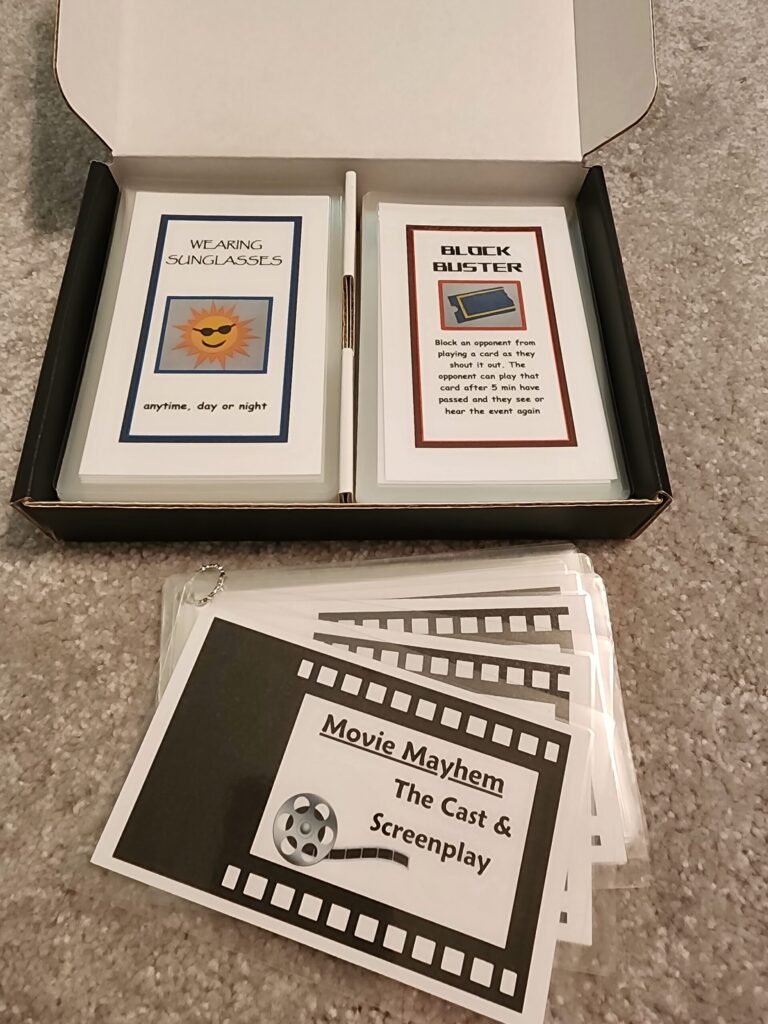 WEARING
SUNGLASSES
anytime, day or night
BLOCK
BUSTER
Block an opponent from
playing a card as they
shout it out. The
opponent can play that
card after 5 min have
passed and they see or
hear the event again
Movie Mayhem
The Cast &
Screenplay